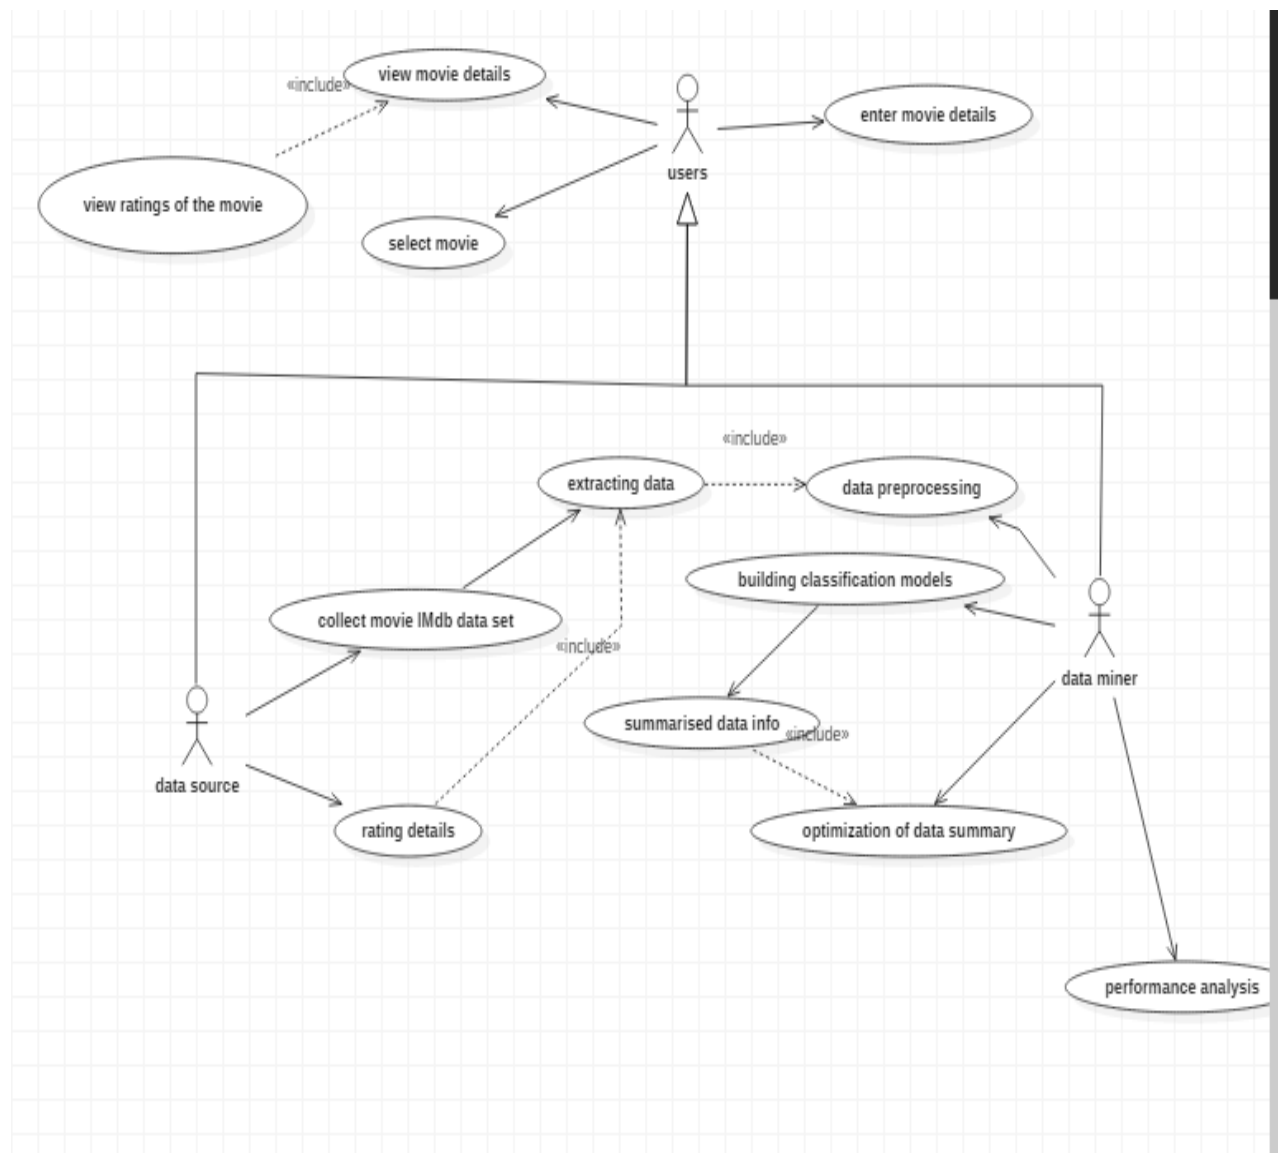 view movie details
«include»
enter movie details
users
view ratings of the movie
select movie
«include»
extracting data
data preprocessing
building classification models
collect movie IMdb data set
«include»
data miner
summarised data info
«include»
data source
rating details
optimization of data summary
performance analysis